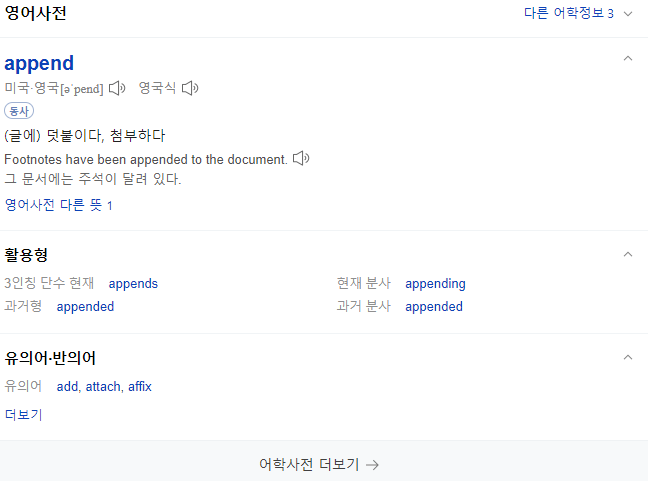 영어사전
다른 어학정보 3
append
미국·영국[əˈpend] 영국식
동사
(글에) 덧붙이다, 첨부하다
Footnotes have been appended to the document.
그 문서에는 주석이 달려 있다.
영어사전 다른 뜻 1
활용형
3인칭 단수 현재 appends 현재 분사 appending
과거형 appended 과거 분사 appended
유의어·반의어
유의어 add, attach, affix
더보기
어학사전 더보기 →